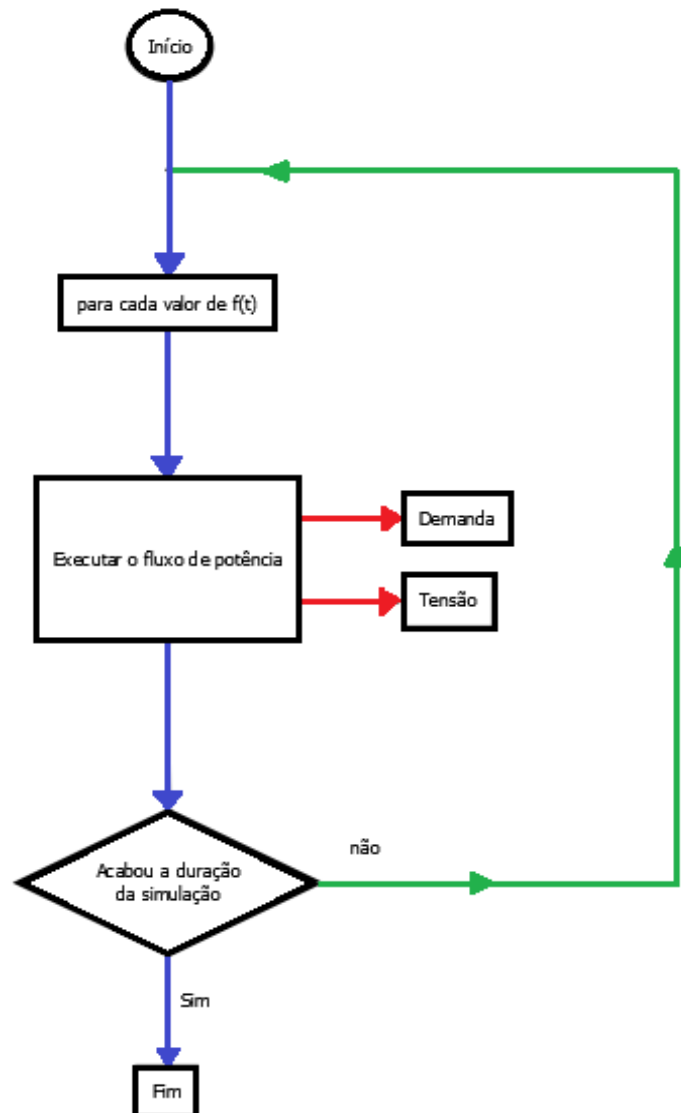 Início
para cada valor de f(t)
Executar o fluxo de potência
Demanda
Tensão
Acabou a duração
da simulação
não
Sim
Fim